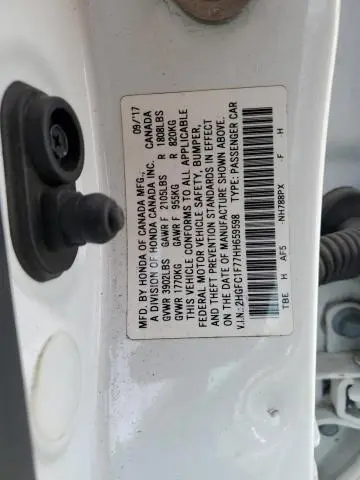 MFD. BY HONDA OF CANADA MFG., 09/17
A DIVISION OF HONDA CANADA INC. CANADA
GVWR 3902LBS GAWR F 2105LBS R 1808LBS
GVWR 1770KG GAWR F 955KG R 820KG
THIS VEHICLE CONFORMS TO ALL APPLICABLE
FEDERAL MOTOR VEHICLE SAFETY, BUMPER,
AND THEFT PREVENTION STANDARDS IN EFFECT
ON THE DATE OF MANUFACTURE SHOWN ABOVE.
V.I.N.: 2HGFC1F77HH659598 TYPE: PASSENGER CAR
TBE H AF5 NH788PX -F H